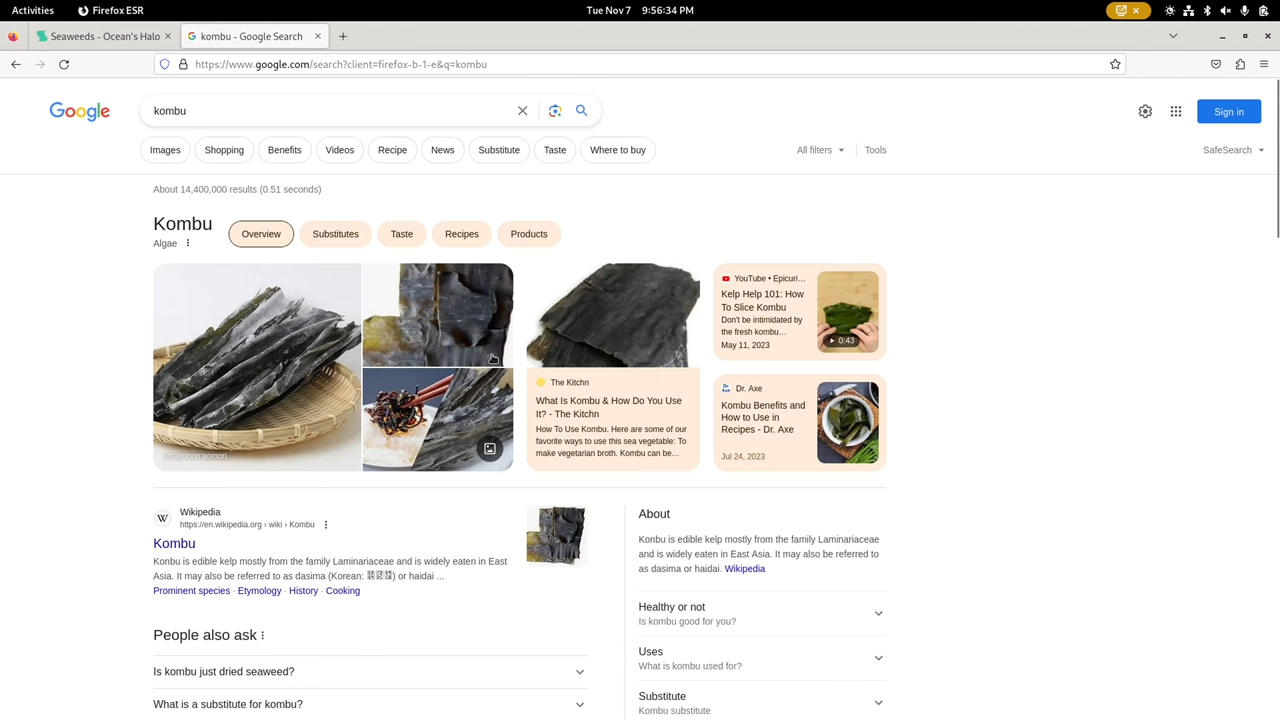 Activities
Firefox ESR
Tue Nov 7 9:56:34 PM
Seaweeds - Ocean's Halo
kombu - Google Search
https://www.google.com/search?client=firefox-b-1-e&q=kombu
Google
kombu
Sign in
Images
Shopping
Benefits
Videos
Recipe
News
Substitute
Taste
Where to buy
All filters
Tools
SafeSearch
About 14,400,000 results (0.51 seconds)
Kombu
Algae
Overview
Substitutes
Taste
Recipes
Products
The Kitchn
What Is Kombu & How Do You Use
It? - The Kitchn
How To Use Kombu. Here are some of our
favorite ways to use this sea vegetable: To
make vegetarian broth. Kombu can be…
YouTube • Epicuri…
Kelp Help 101: How
To Slice Kombu
Don't be intimidated by
the fresh kombu…
May 11, 2023
0:43
Dr. Axe
Kombu Benefits and
How to Use in
Recipes - Dr. Axe
Jul 24, 2023
Wikipedia
https://en.wikipedia.org › wiki › Kombu
Kombu
Konbu is edible kelp mostly from the family Laminariaceae and is widely eaten in East
Asia. It may also be referred to as dasima (Korean: ) or haidai ...
Prominent species · Etymology · History · Cooking
People also ask
Is kombu just dried seaweed?
What is a substitute for kombu?
About
Konbu is edible kelp mostly from the family Laminariaceae
and is widely eaten in East Asia. It may also be referred to
as dasima or haidai. Wikipedia
Healthy or not
Is kombu good for you?
Uses
What is kombu used for?
Substitute
Kombu substitute